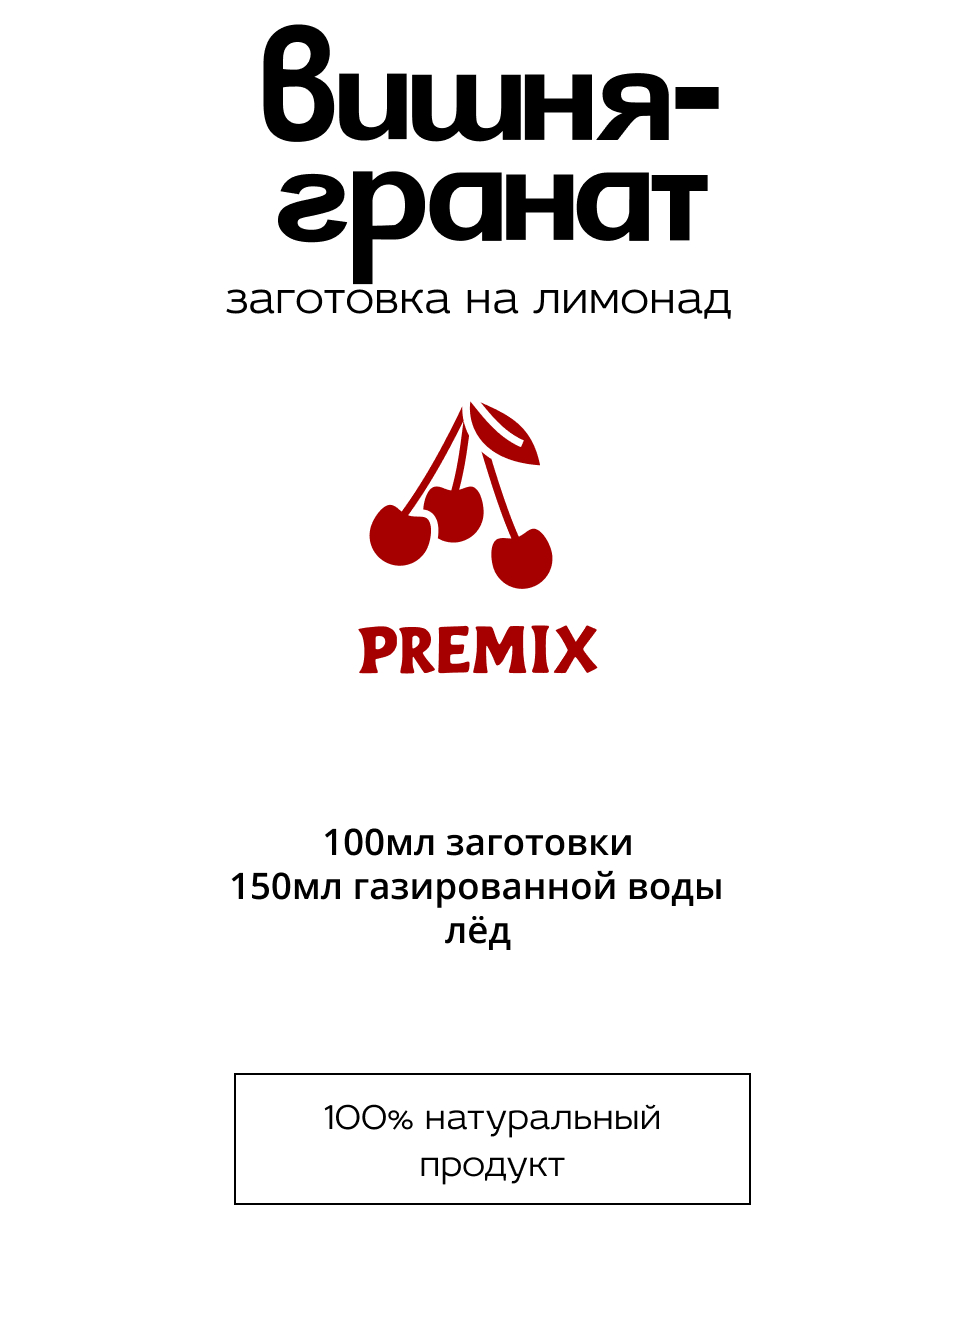 вишня-
гранат
заготовка на лимонад
PREMIX
100мл заготовки
150мл газированной воды
лёд
100% натуральный
продукт